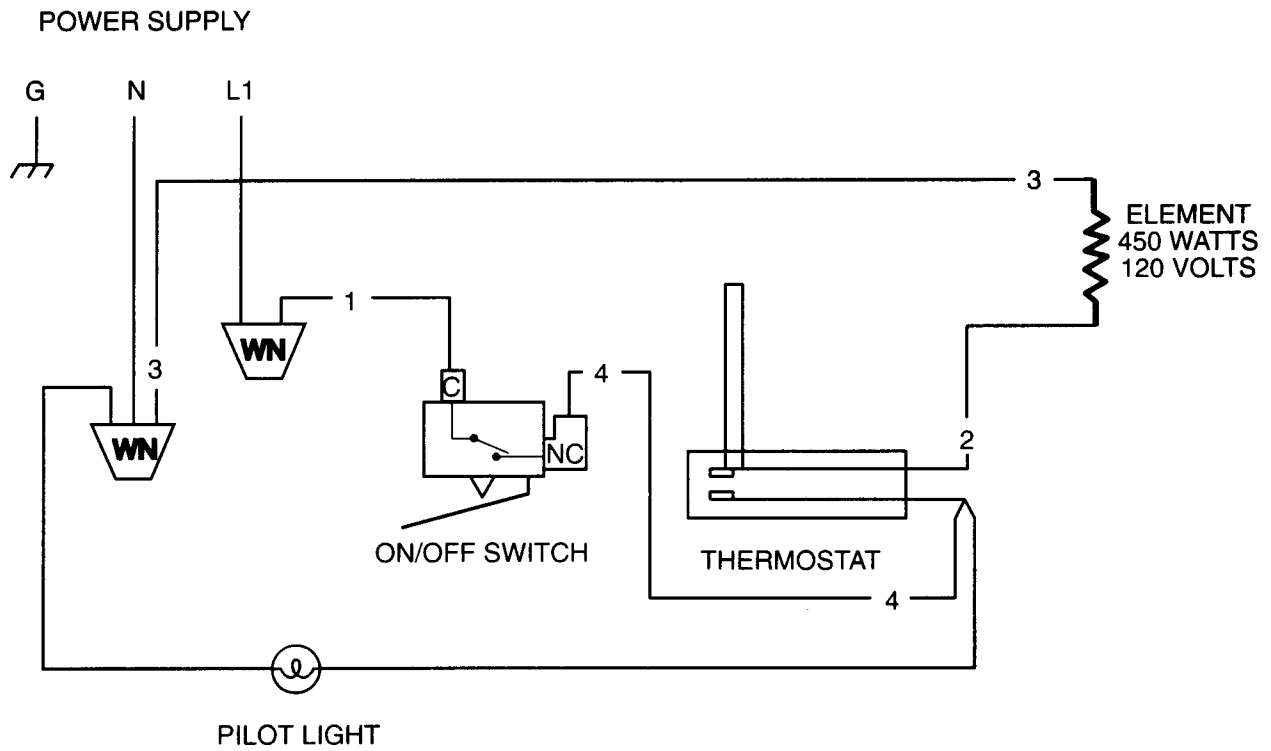 POWER SUPPLY
G N L1
3
ELEMENT
450 WATTS
120 VOLTS
1
WN
3
C
4
WN
NC
2
ON/OFF SWITCH
THERMOSTAT
4
PILOT LIGHT